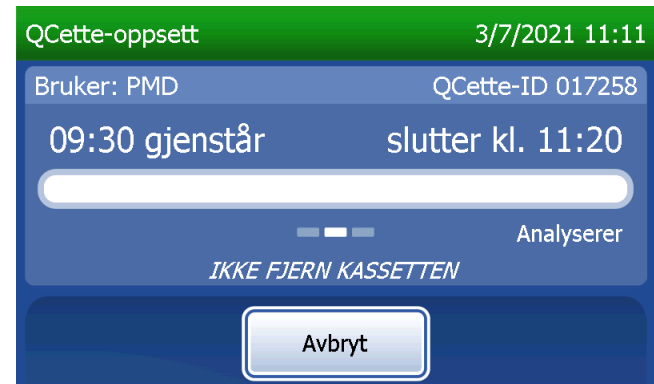 QCette-oppsett 3/7/2021 11:11
Bruker: PMD QCette-ID 017258
09:30 gjenstår slutter kl. 11:20
Analyserer
IKKE FJERN KASSETTEN
Avbryt